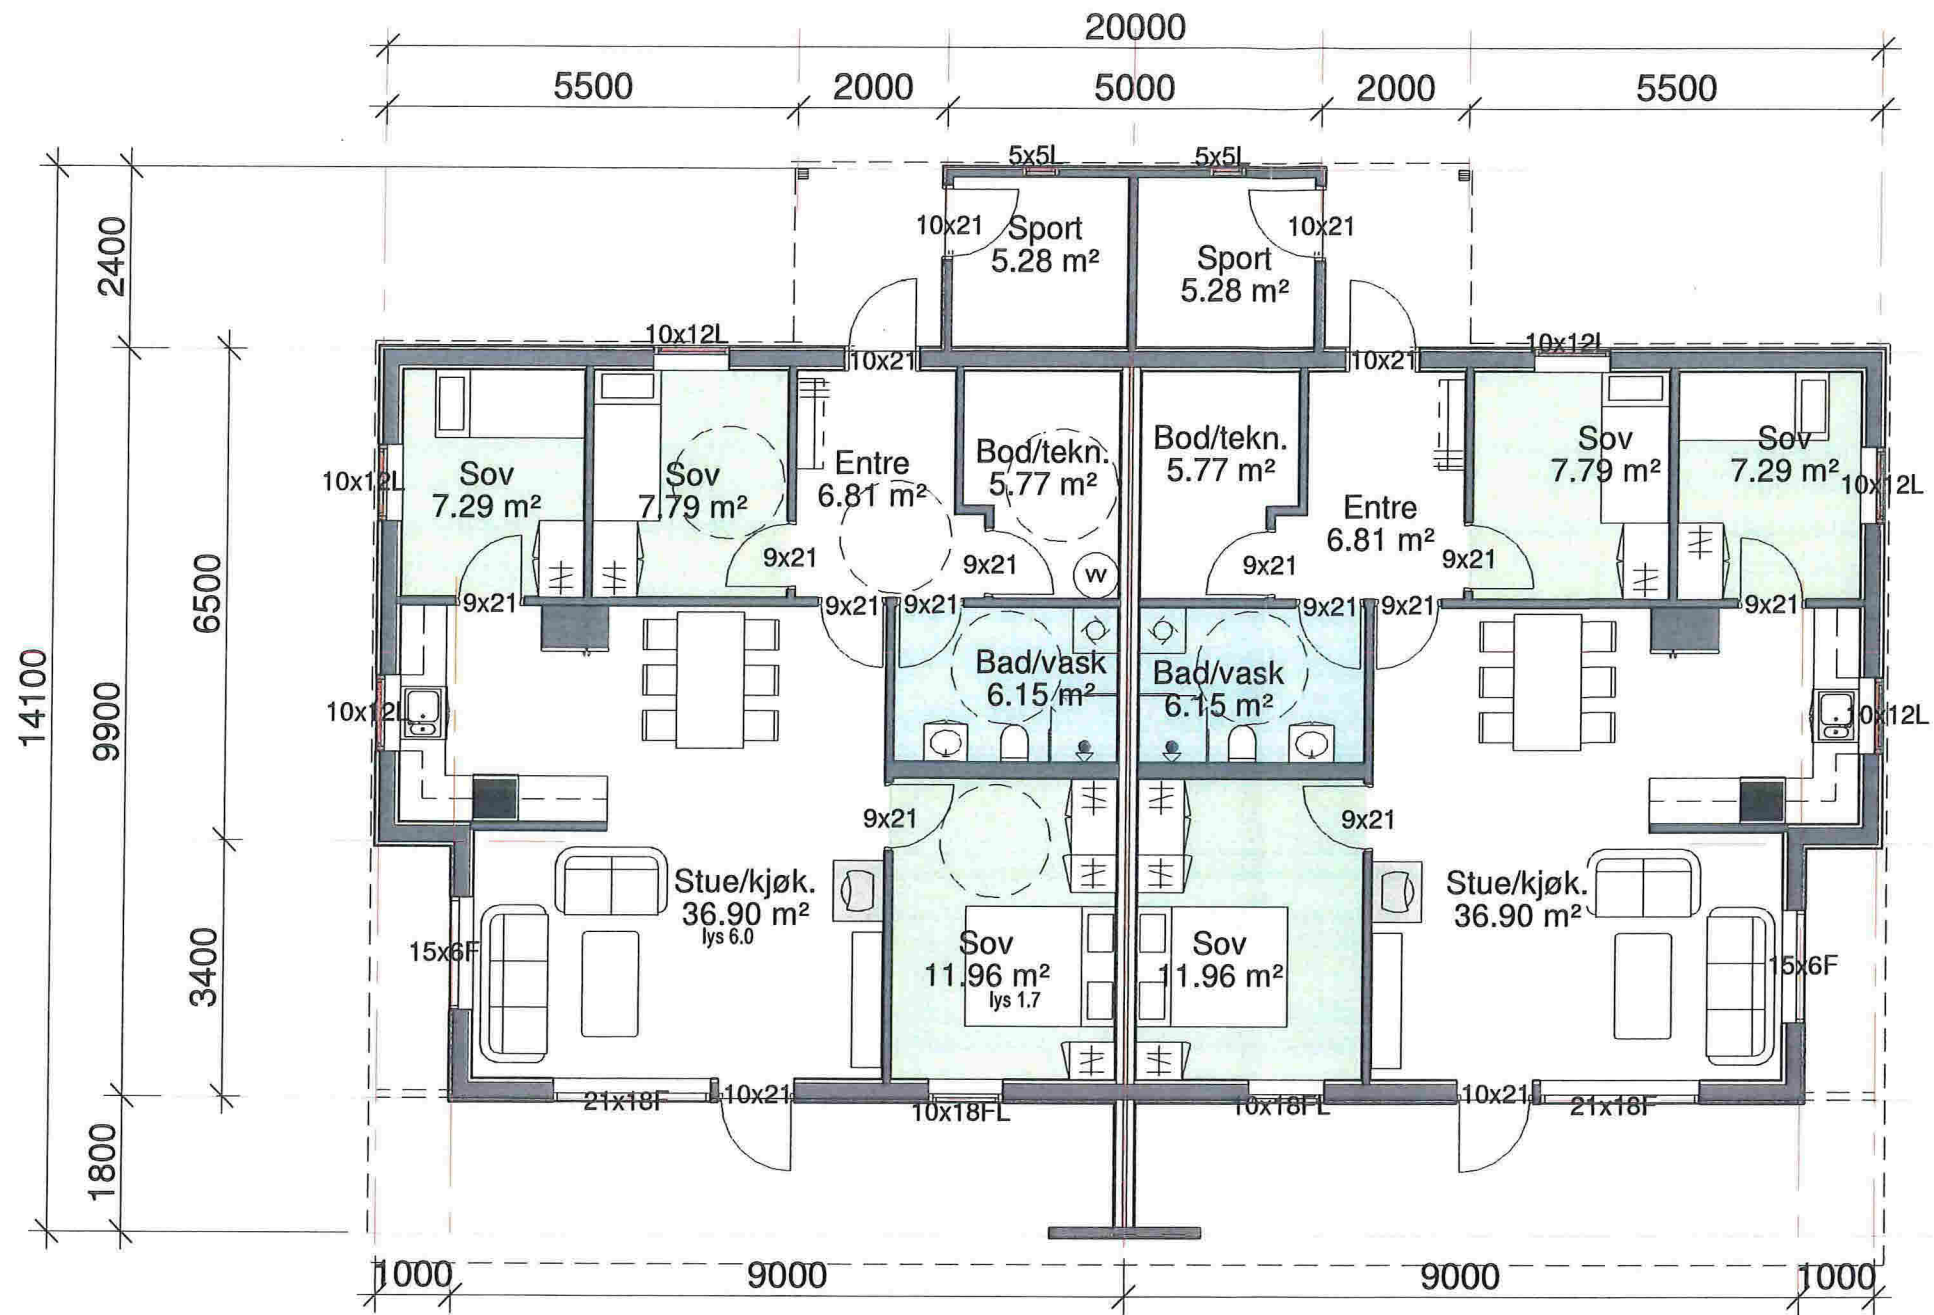 20000
5500
2000
5000
2000
5500
5x5L
5x5L
10x21
Sport
5.28 m²
Sport
5.28 m²
10x21
2400
10x12L
10x21
10x21
10x12L
10x12L
Sov
7.29 m²
Sov
7.79 m²
Entre
6.81 m²
Bod/tekn.
5.77 m²
Bod/tekn.
5.77 m²
Entre
6.81 m²
Sov
7.79 m²
Sov
7.29 m²
10x12L
9x21
9x21
VV
9x21
9x21
9x21
9x21
9x21
9x21
9x21
9x21
6500
14100
9900
10x12L
Bad/vask
6.15 m²
Bad/vask
6.15 m²
10x12L
9x21
9x21
Stue/kjøk.
36.90 m²
lys 6.0
Stue/kjøk.
36.90 m²
3400
15x6F
Sov
11.96 m²
lys 1.7
Sov
11.96 m²
15x6F
21x18F
10x21
10x18FL
10x18FL
10x21
21x18F
1800
1000
9000
9000
1000